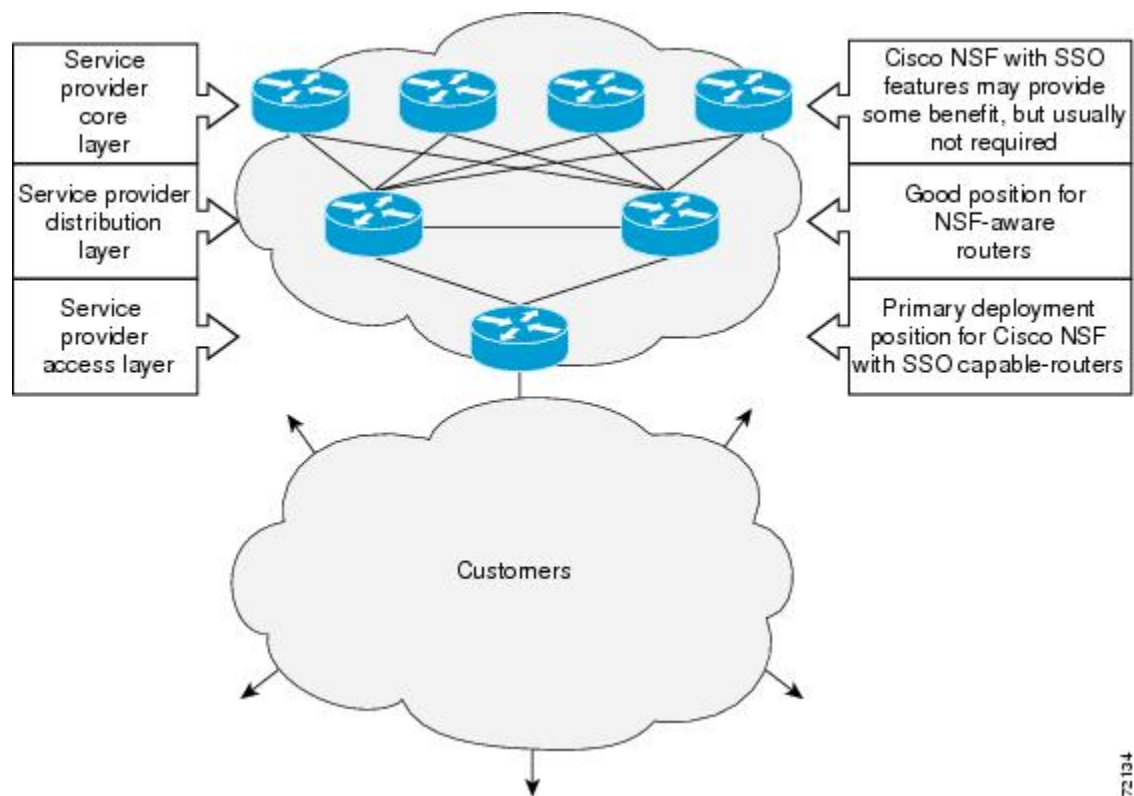 Service
provider
core
layer
Cisco NSF with SSO
features may provide
some benefit, but usually
not required
Service provider
distribution
layer
Good position for
NSF-aware
routers
Service
provider
access layer
Primary deployment
position for Cisco NSF
with SSO capable-routers
Customers
72134